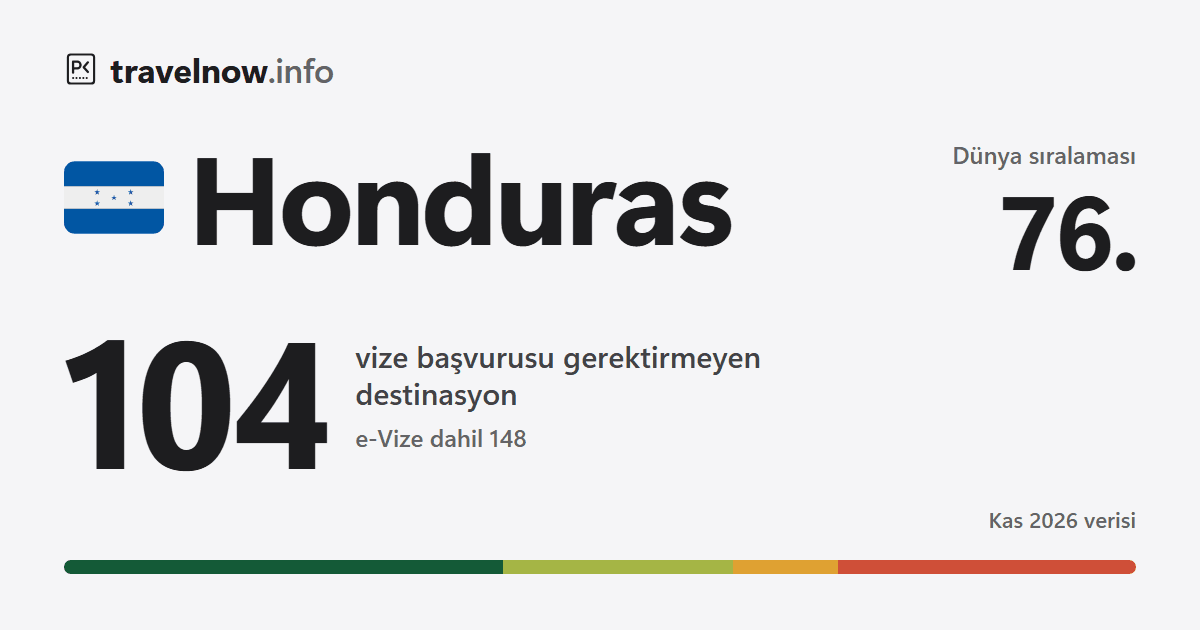 travelnow.info
Honduras
Dünya sıralaması
76.
104
vize başvurusu gerektirmeyen
destinasyon
e-Vize dahil 148
Kas 2026 verisi